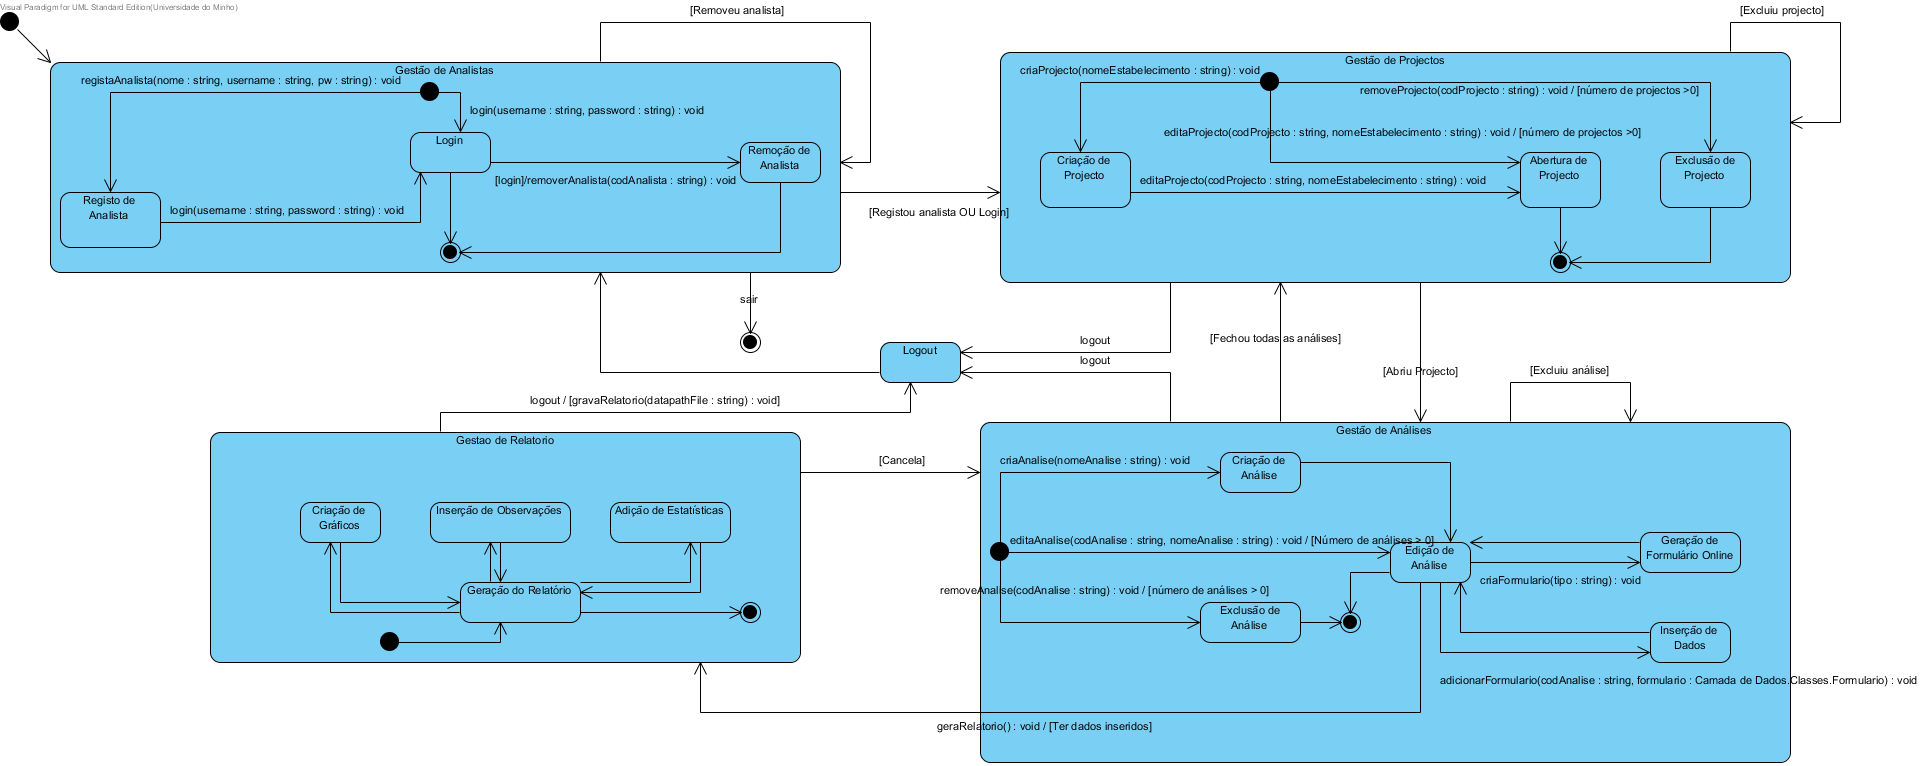 Visual Paradigm for UML Standard Edition(Universidade do Minho)
[Removeu analista]
[Excluiu projecto]
Gestão de Analistas
registaAnalista(nome : string, username : string, pw : string) : void
login(username : string, password : string) : void
Login
Remoção de
Analista
[login]/removerAnalista(codAnalista : string) : void
Registo de
Analista
login(username : string, password : string) : void
[Registou analista OU Login]
Gestão de Projectos
criaProjecto(nomeEstabelecimento : string) : void
removeProjecto(codProjecto : string) : void / [número de projectos >0]
editaProjecto(codProjecto : string, nomeEstabelecimento : string) : void / [número de projectos >0]
Criação de
Projecto
Abertura de
Projecto
Exclusão de
Projecto
editaProjecto(codProjecto : string, nomeEstabelecimento : string) : void
sair
Logout
logout
logout
[Fechou todas as análises]
[Abriu Projecto]
[Excluiu análise]
logout / [gravaRelatorio(datapathFile : string) : void]
Gestao de Relatorio
[Cancela]
Criação de
Gráficos
Inserção de Observações
Adição de Estatísticas
Geração do Relatório
Gestão de Análises
criaAnalise(nomeAnalise : string) : void
Criação de
Análise
editaAnalise(codAnalise : string, nomeAnalise : string) : void / [Número de análises > 0]
Edição de
Análise
Geração de
Formulário Online
criaFormulario(tipo : string) : void
removeAnalise(codAnalise : string) : void / [número de análises > 0]
Exclusão de
Análise
Inserção de
Dados
adicionarFormulario(codAnalise : string, formulario : Camada de Dados.Classes.Formulario) : void
geraRelatorio() : void / [Ter dados inseridos]